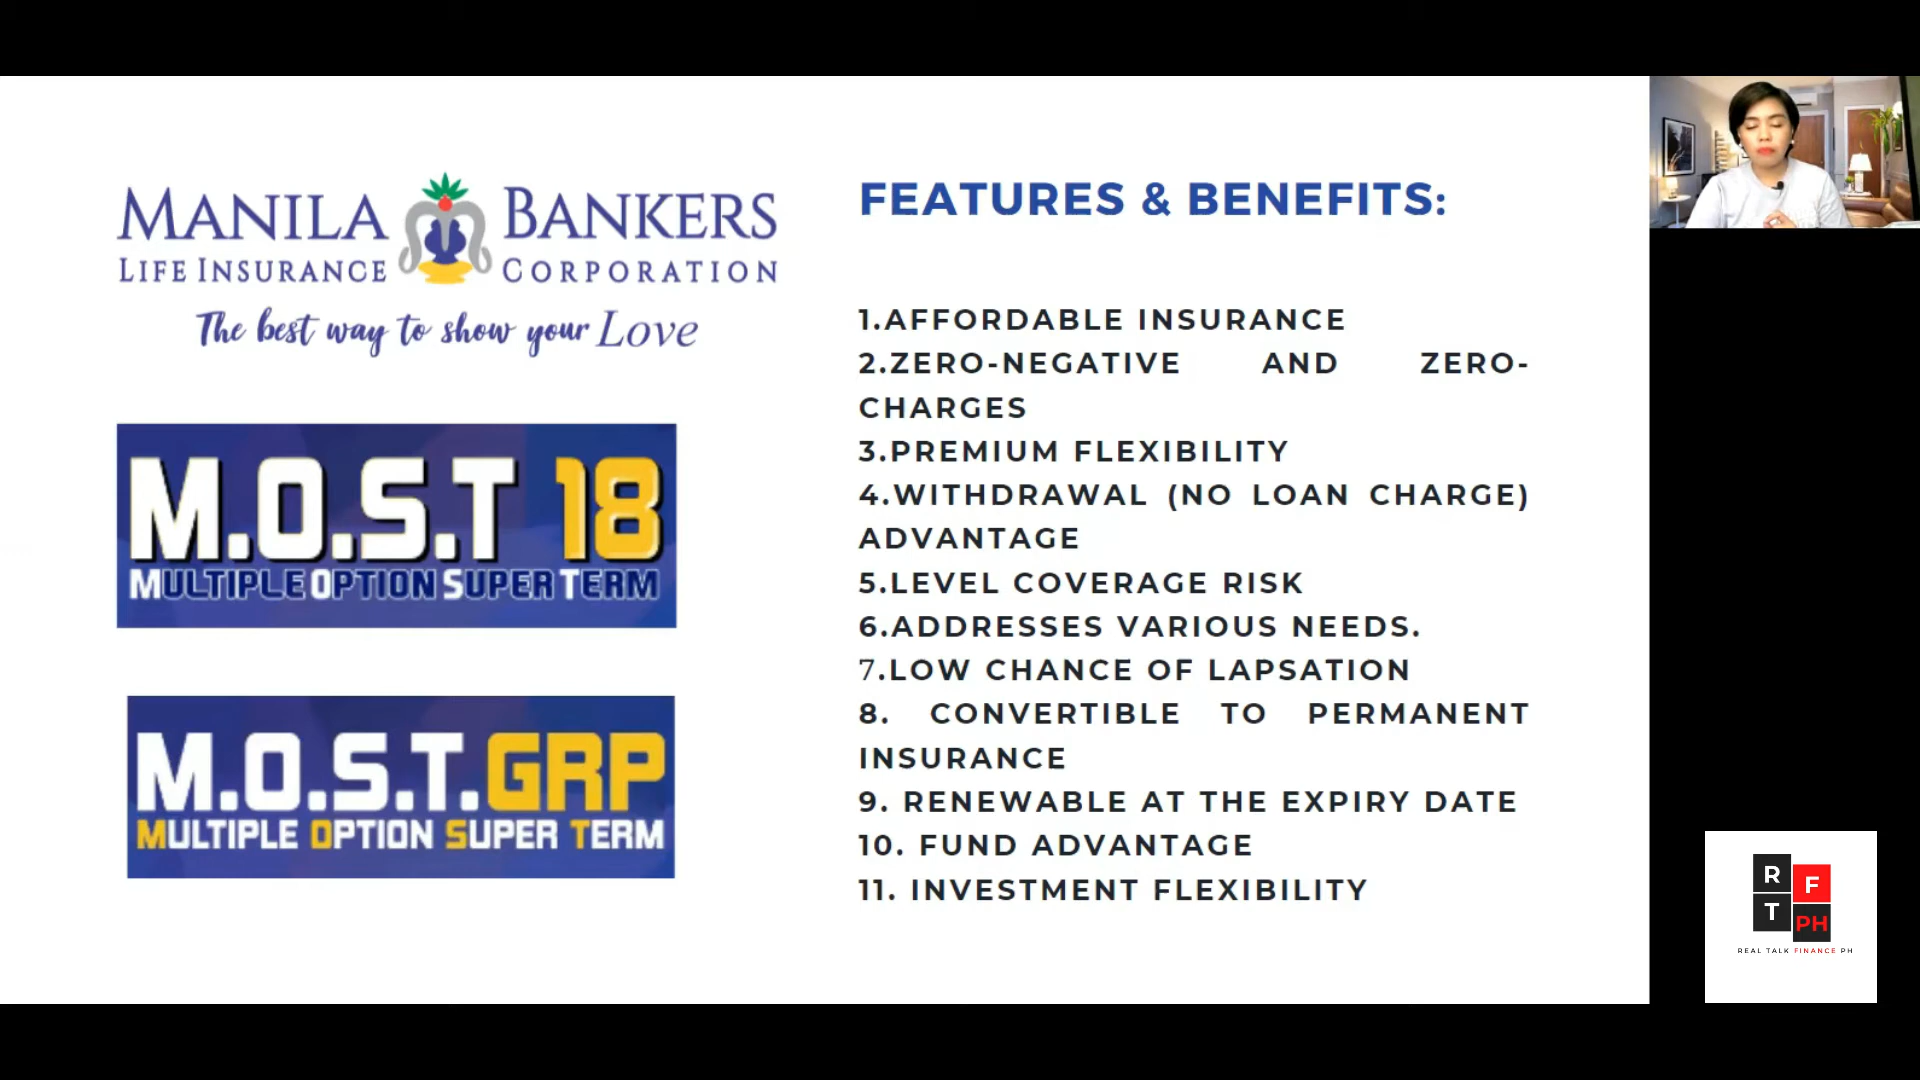 MANILA BANKERS
LIFE INSURANCE CORPORATION
The best way to show your Love
M.O.S.T 18
MULTIPLE OPTION SUPER TERM
M.O.S.T.GRP
MULTIPLE OPTION SUPER TERM
FEATURES & BENEFITS:
1.AFFORDABLE INSURANCE
2.ZERO-NEGATIVE AND ZERO-
CHARGES
3.PREMIUM FLEXIBILITY
4.WITHDRAWAL (NO LOAN CHARGE)
ADVANTAGE
5.LEVEL COVERAGE RISK
6.ADDRESSES VARIOUS NEEDS.
7.LOW CHANCE OF LAPSATION
8. CONVERTIBLE TO PERMANENT
INSURANCE
9. RENEWABLE AT THE EXPIRY DATE
10. FUND ADVANTAGE
11. INVESTMENT FLEXIBILITY
R F
T PH
REAL TALK FINANCE PH